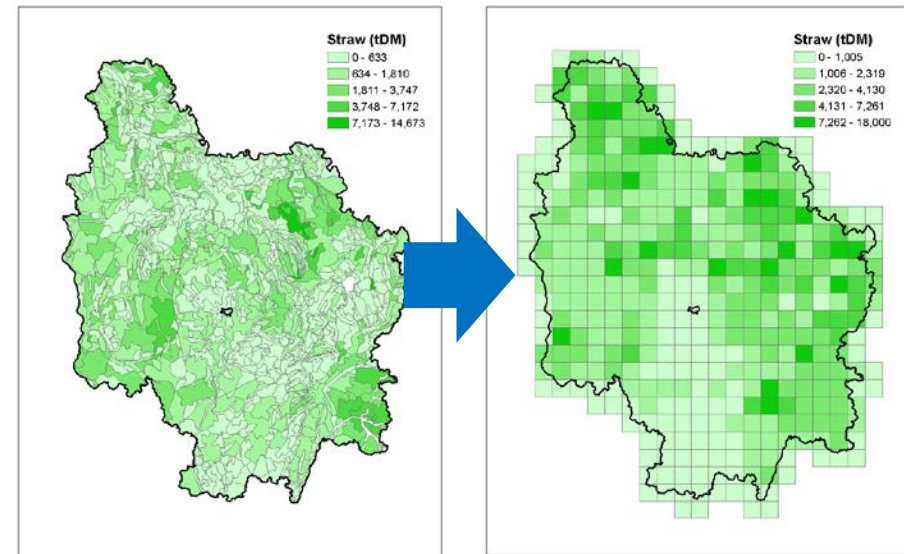 Straw (tDM)
0 - 633
634 - 1,810
1,811 - 3,747
3,748 - 7,172
7,173 - 14,673
Straw (tDM)
0 - 1,005
1,006 - 2,319
2,320 - 4,130
4,131 - 7,261
7,262 - 18,000